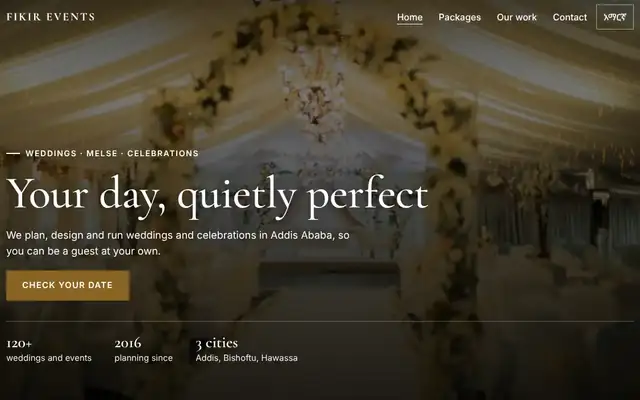 FIKIR EVENTS
Home Packages Our work Contact አማርኛ
WEDDINGS · MELSE · CELEBRATIONS
Your day, quietly perfect
We plan, design and run weddings and celebrations in Addis Ababa, so
you can be a guest at your own.
CHECK YOUR DATE
120+ 2016 3 cities
weddings and events planning since Addis, Bishoftu, Hawassa